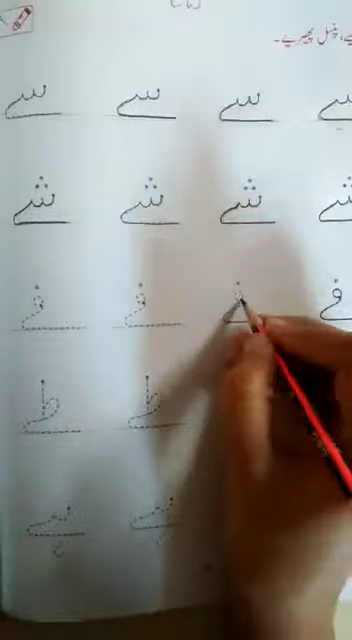 پنسل پھیریے۔
سے سے سے سے
شے شے شے شے
فے فے فے فے
طے طے